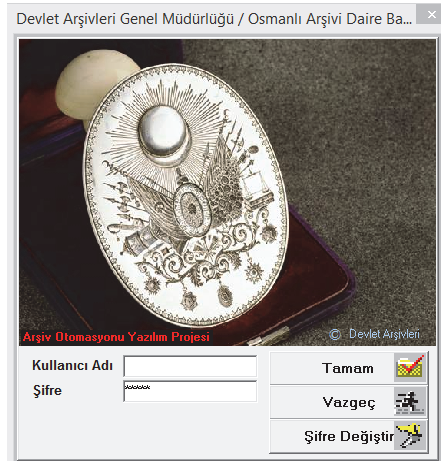 Devlet Arşivleri Genel Müdürlüğü / Osmanlı Arşivi Daire Ba...
Arşiv Otomasyonu Yazılım Projesi
© Devlet Arşivleri
Kullanıcı Adı
Tamam
Şifre
*****
Vazgeç
Şifre Değiştir